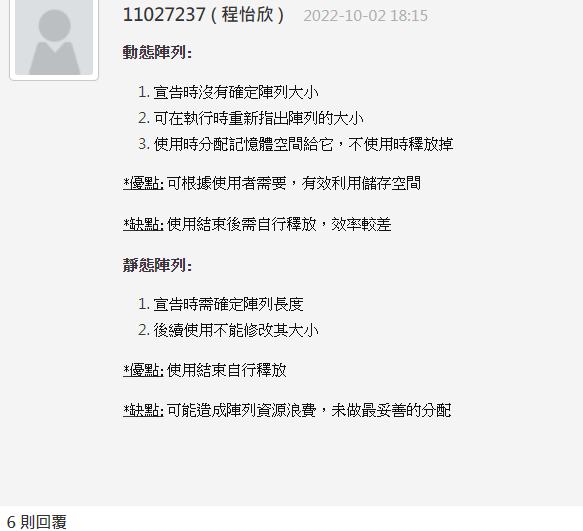 11027237 ( 程怡欣 ) 2022-10-02 18:15
動態陣列:
1. 宣告時沒有確定陣列大小
2. 可在執行時重新指出陣列的大小
3. 使用時分配記憶體空間給它，不使用時釋放掉
*優點: 可根據使用者需要，有效利用儲存空間
*缺點: 使用結束後需自行釋放，效率較差
靜態陣列:
1. 宣告時需確定陣列長度
2. 後續使用不能修改其大小
*優點: 使用結束自行釋放
*缺點: 可能造成陣列資源浪費，未做最妥善的分配
6 則回覆